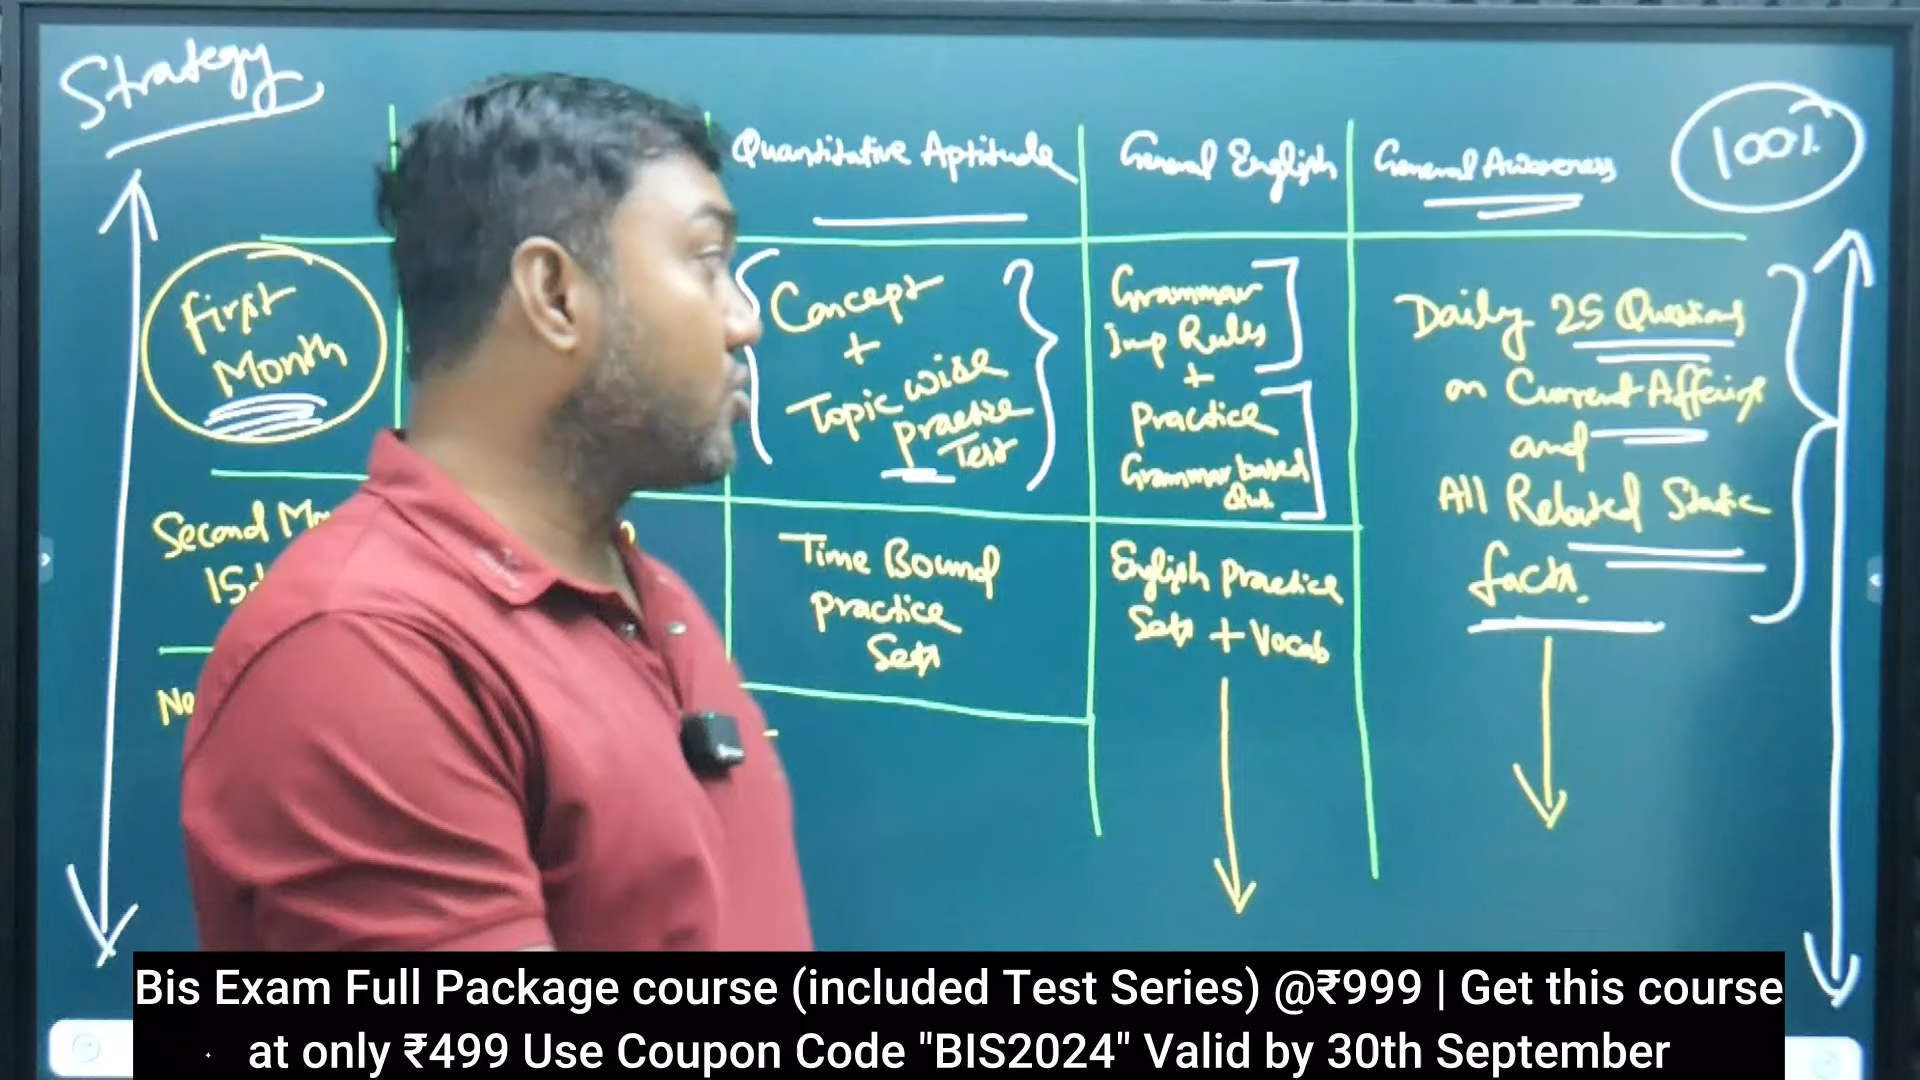 Strategy
Quantitative Aptitude
General English
General Awareness
100%
First
Month
Concept
+
Topic wise
practice
Test
Grammar
imp Rules
+
Practice
Grammar based
Qus.
Daily 25 Questions
on Current Affairs
and
All Related Static
facts.
Second
Time Bound
practice
Sets
English practice
Sets + Vocab
Bis Exam Full Package course (included Test Series) @₹999 | Get this course
at only ₹499 Use Coupon Code "BIS2024" Valid by 30th September